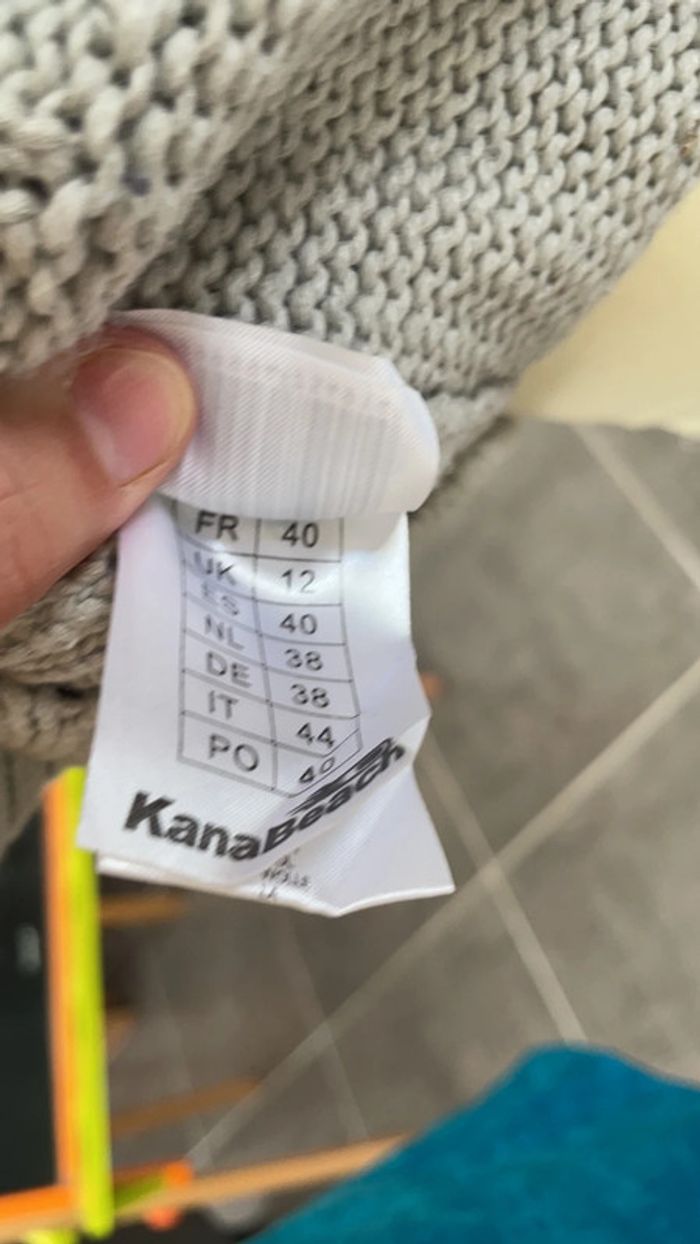 FR 40
UK 12
ES 40
NL 38
DE 38
IT 44
PO 40
KanaBeach